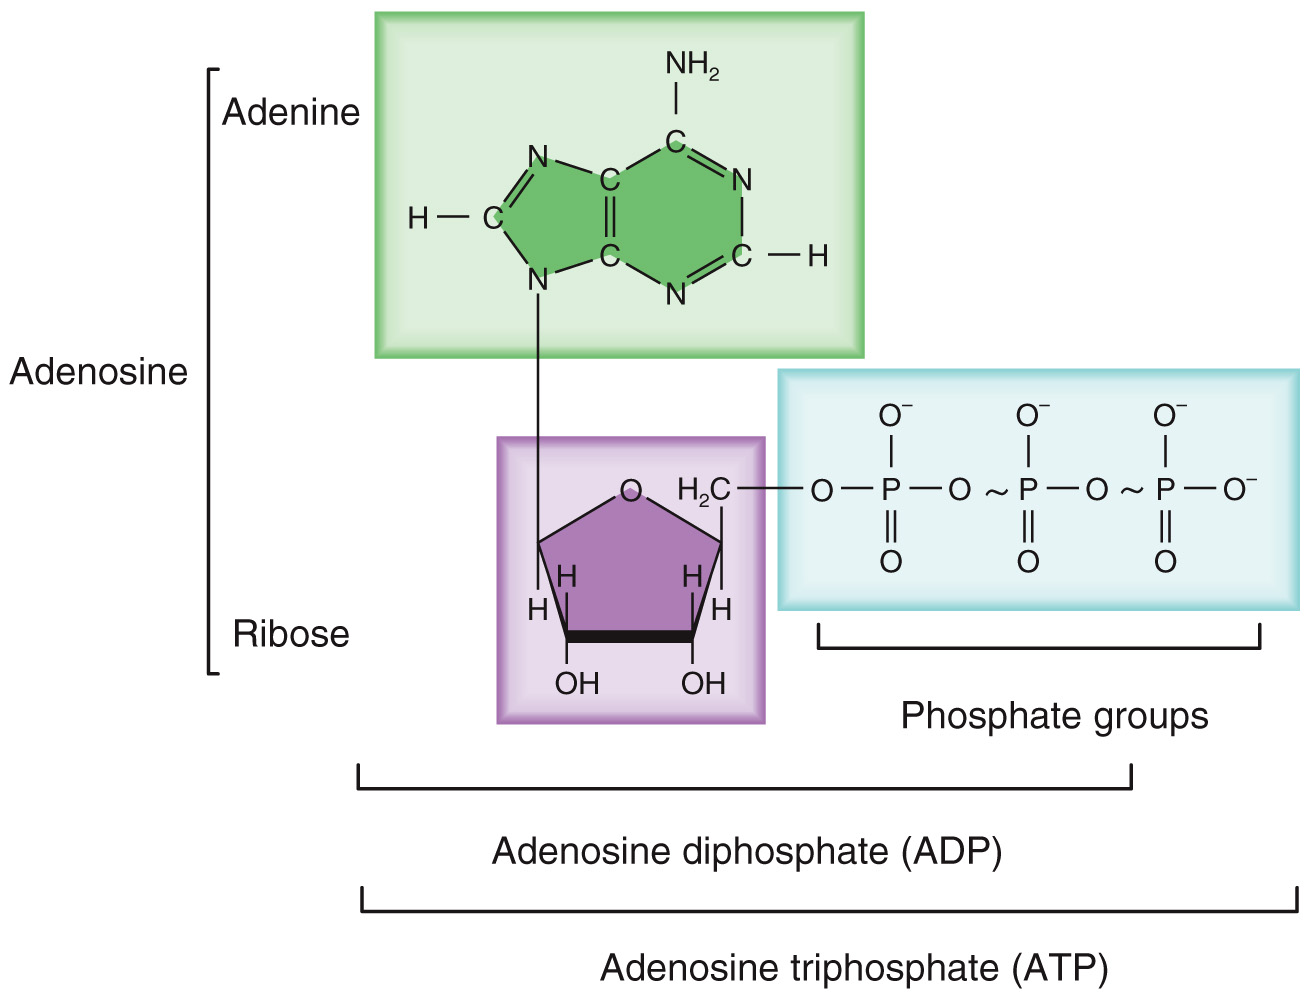 NH2
Adenine
C
N
C
N
H — C
C
C — H
N
N
Adenosine
O⁻ O⁻ O⁻
O H2C — O — P — O ~ P — O ~ P — O⁻
O O O
H H
H H
Ribose
OH OH
Phosphate groups
Adenosine diphosphate (ADP)
Adenosine triphosphate (ATP)